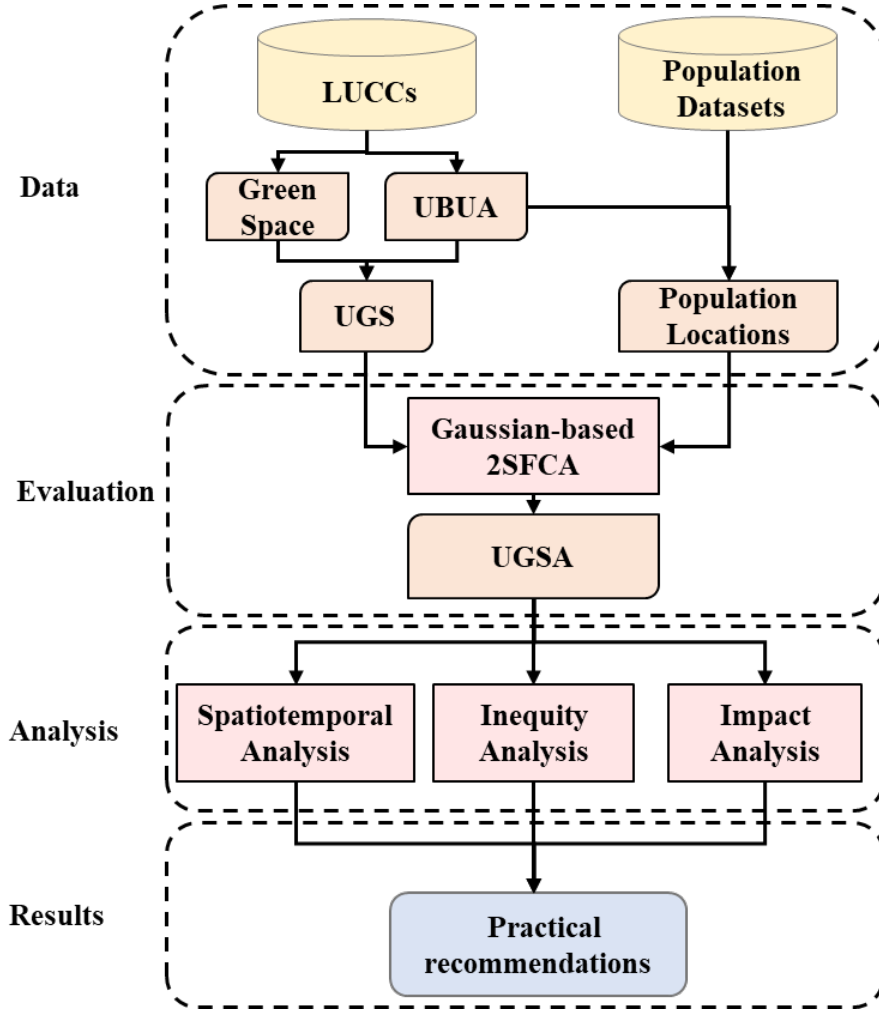 LUCCs
Population
Datasets
Data
Green
Space
UBUA
UGS
Population
Locations
Evaluation
Gaussian-based
2SFCA
UGSA
Analysis
Spatiotemporal
Analysis
Inequity
Analysis
Impact
Analysis
Results
Practical
recommendations